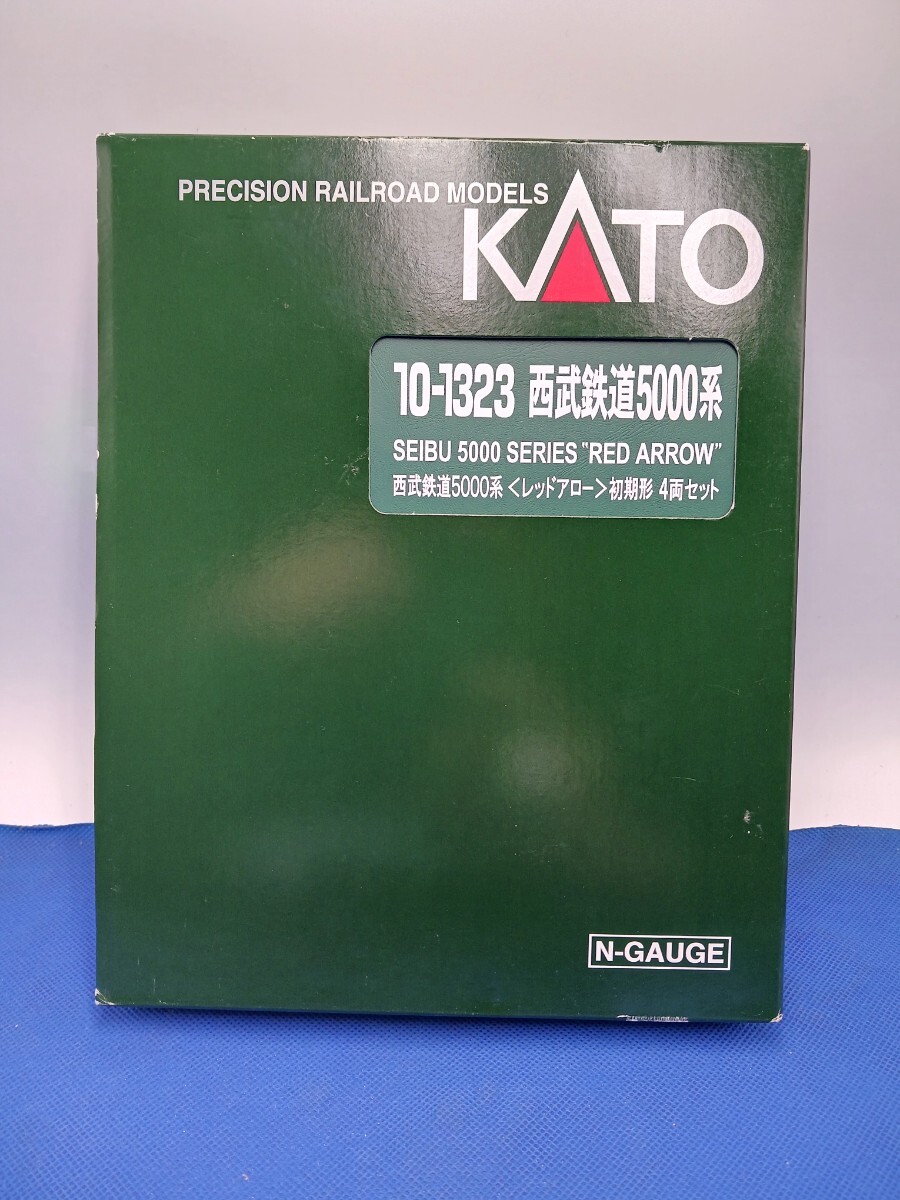 PRECISION RAILROAD MODELS
KATO
10-1323 西武鉄道5000系
SEIBU 5000 SERIES "RED ARROW"
西武鉄道5000系<レッドアロー>初期形 4両セット
N-GAUGE